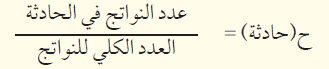 ح(حادثة) = عدد النواتج في الحادثة
العدد الكلي للنواتج